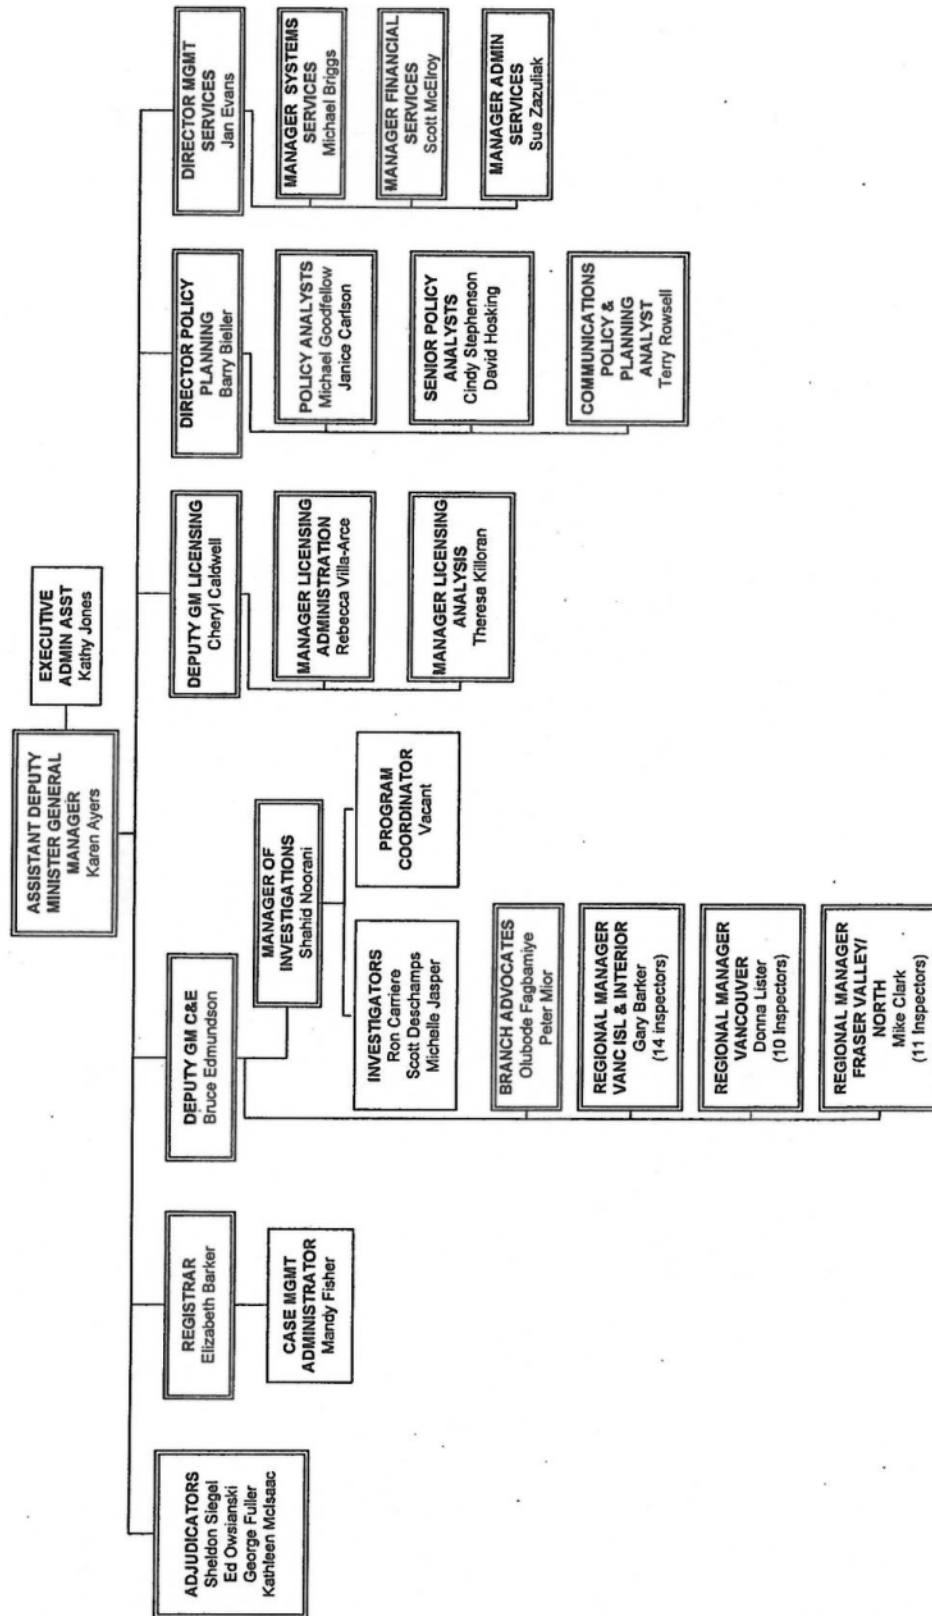 ASSISTANT DEPUTY
MINISTER GENERAL
MANAGER
Karen Ayers
EXECUTIVE
ADMIN ASST
Kathy Jones
ADJUDICATORS
Sheldon Siegel
Ed Owsianski
George Fuller
Kathleen McIsaac
REGISTRAR
Elizabeth Barker
CASE MGMT
ADMINISTRATOR
Mandy Fisher
DEPUTY GM C&E
Bruce Edmundson
MANAGER OF
INVESTIGATIONS
Shahid Noorani
INVESTIGATORS
Ron Carriere
Scott Deschamps
Michelle Jasper
PROGRAM
COORDINATOR
Vacant
BRANCH ADVOCATES
Olubode Fagbamiye
Peter Mior
REGIONAL MANAGER
VANC ISL & INTERIOR
Gary Barker
(14 inspectors)
REGIONAL MANAGER
VANCOUVER
Donna Lister
(10 Inspectors)
REGIONAL MANAGER
FRASER VALLEY/
NORTH
Mike Clark
(11 Inspectors)
DEPUTY GM LICENSING
Cheryl Caldwell
MANAGER LICENSING
ADMINISTRATION
Rebecca Villa-Arce
MANAGER LICENSING
ANALYSIS
Theresa Killoran
DIRECTOR POLICY
PLANNING
Barry Bieller
POLICY ANALYSTS
Michael Goodfellow
Janice Carlson
SENIOR POLICY
ANALYSTS
Cindy Stephenson
David Hosking
COMMUNICATIONS
POLICY &
PLANNING
ANALYST
Terry Rowsell
DIRECTOR MGMT
SERVICES
Jan Evans
MANAGER SYSTEMS
SERVICES
Michael Briggs
MANAGER FINANCIAL
SERVICES
Scott McElroy
MANAGER ADMIN
SERVICES
Sue Zazuliak